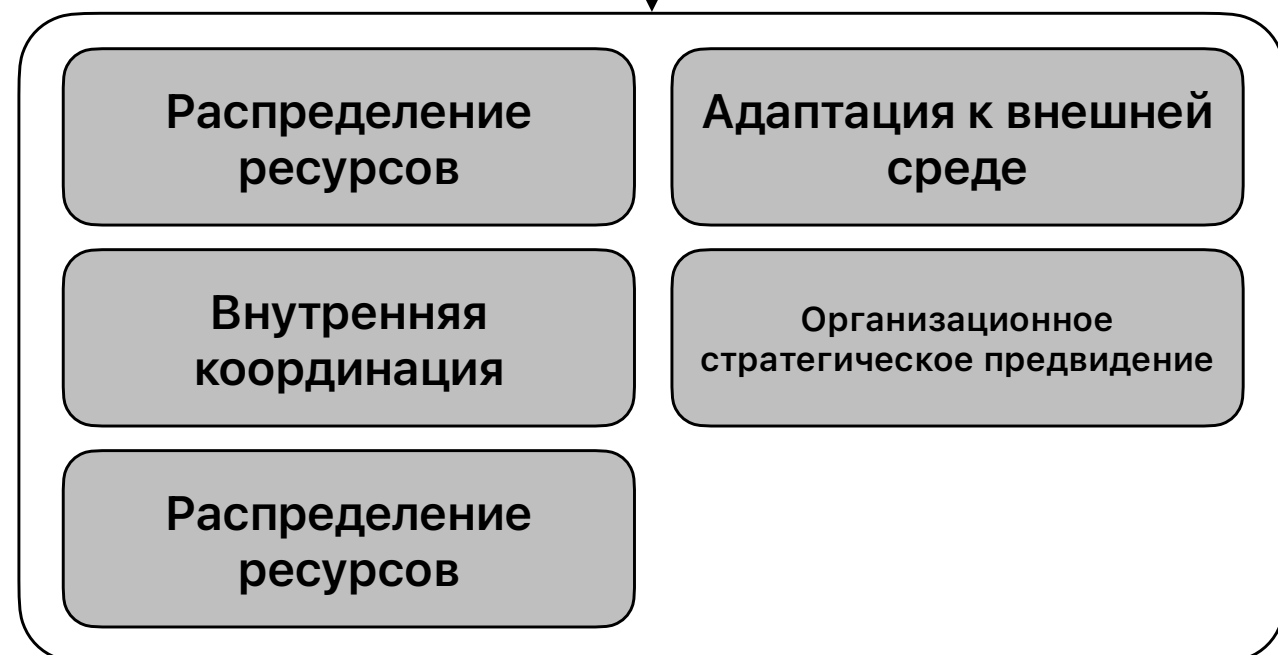 Распределение
ресурсов
Адаптация к внешней
среде
Внутренняя
координация
Организационное
стратегическое предвидение
Распределение
ресурсов